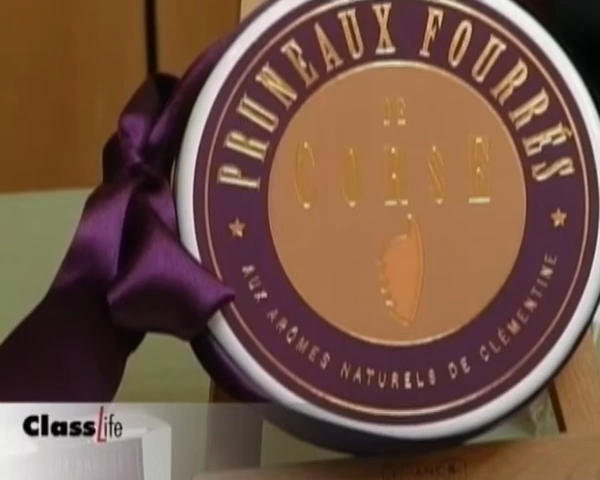 PRUNEAUX FOURRÉS
DE
CORSE
AUX ARÔMES NATURELS DE CLÉMENTINE
ClassLife